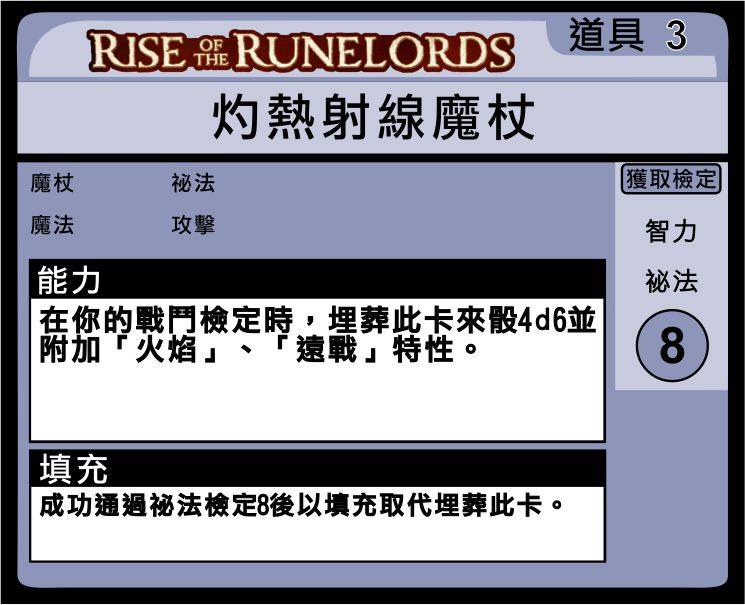 道具 3
RISE OF THE RUNELORDS
灼熱射線魔杖
魔杖 祕法
獲取檢定
魔法 攻擊
智力
祕法
8
能力
在你的戰鬥檢定時，埋葬此卡來骰4d6並
附加「火焰」、「遠戰」特性。
填充
成功通過祕法檢定8後以填充取代埋葬此卡。